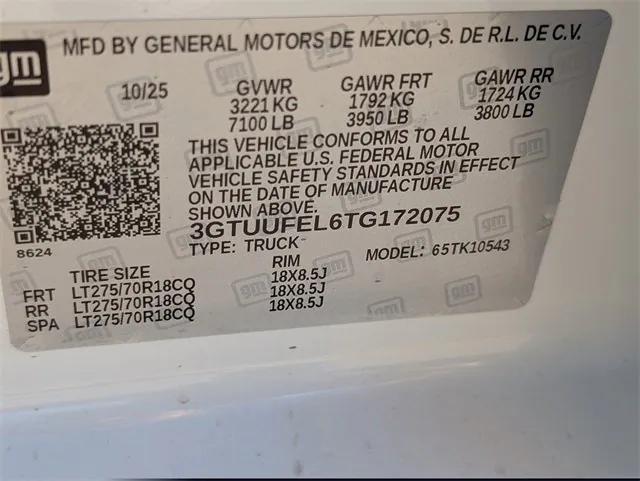 gm
MFD BY GENERAL MOTORS DE MEXICO, S. DE R.L. DE C.V.
10/25 GVWR GAWR FRT GAWR RR
3221 KG 1792 KG 1724 KG
7100 LB 3950 LB 3800 LB
THIS VEHICLE CONFORMS TO ALL
APPLICABLE U.S. FEDERAL MOTOR
VEHICLE SAFETY STANDARDS IN EFFECT
ON THE DATE OF MANUFACTURE
SHOWN ABOVE.
3GTUUFEL6TG172075
8624 TYPE: TRUCK MODEL: 65TK10543
TIRE SIZE RIM
FRT LT275/70R18CQ 18X8.5J
RR LT275/70R18CQ 18X8.5J
SPA LT275/70R18CQ 18X8.5J